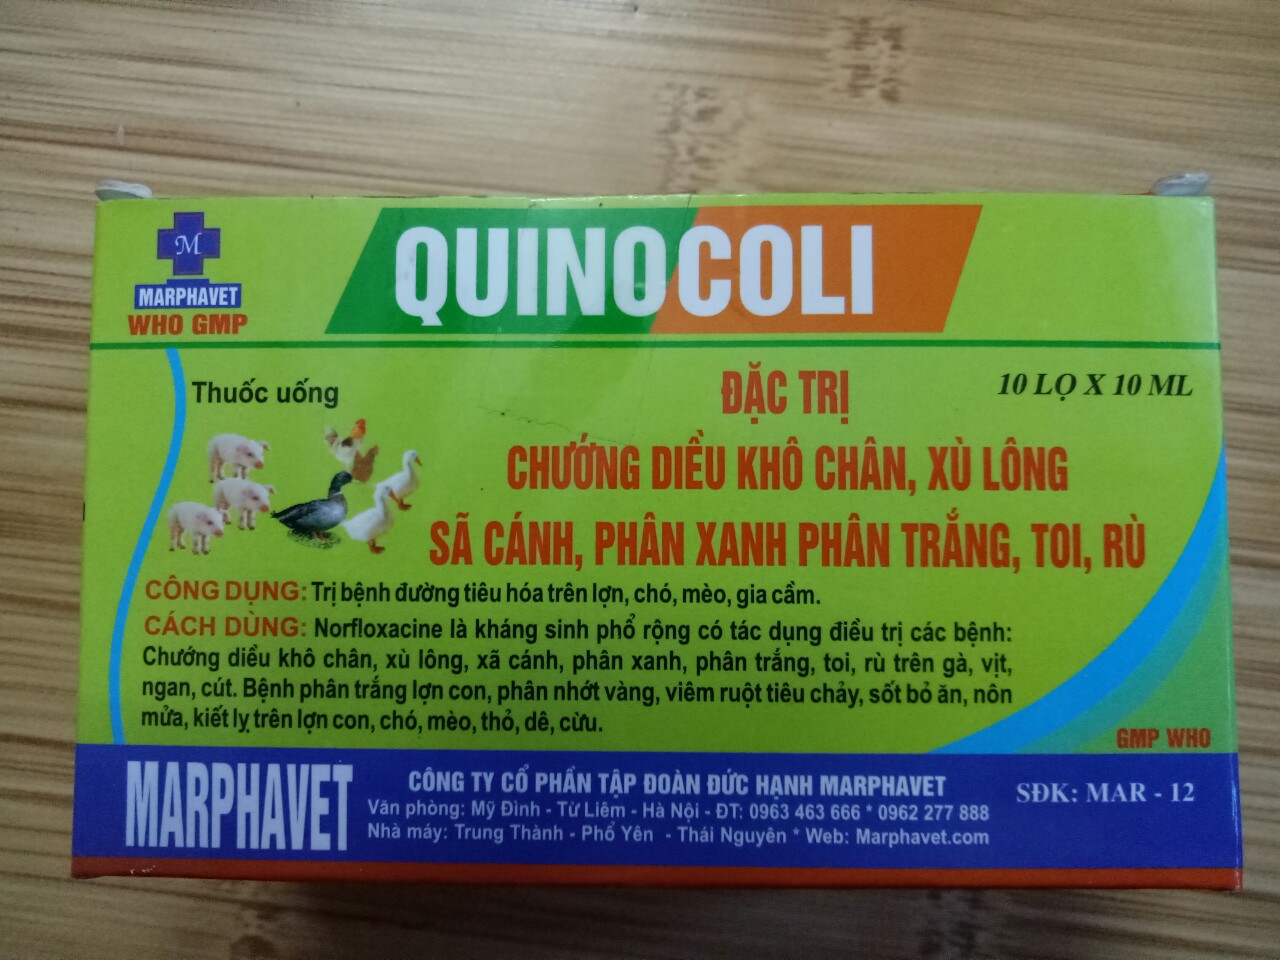 M
MARPHAVET
WHO GMP
QUINOCOLI
Thuốc uống
10 LỌ X 10 ML
ĐẶC TRỊ
CHƯỚNG DIỀU KHÔ CHÂN, XÙ LÔNG
SÃ CÁNH, PHÂN XANH PHÂN TRẮNG, TOI, RÙ
CÔNG DỤNG: Trị bệnh đường tiêu hóa trên lợn, chó, mèo, gia cầm.
CÁCH DÙNG: Norfloxacine là kháng sinh phổ rộng có tác dụng điều trị các bệnh:
Chướng diều khô chân, xù lông, xã cánh, phân xanh, phân trắng, toi, rù trên gà, vịt,
ngan, cút. Bệnh phân trắng lợn con, phân nhớt vàng, viêm ruột tiêu chảy, sốt bỏ ăn, nôn
mửa, kiết lỵ trên lợn con, chó, mèo, thỏ, dê, cừu.
GMP WHO
MARPHAVET
CÔNG TY CỔ PHẦN TẬP ĐOÀN ĐỨC HẠNH MARPHAVET
Văn phòng: Mỹ Đình - Từ Liêm - Hà Nội - ĐT: 0963 463 666 * 0962 277 888
Nhà máy: Trung Thành - Phổ Yên - Thái Nguyên * Web: Marphavet.com
SĐK: MAR - 12